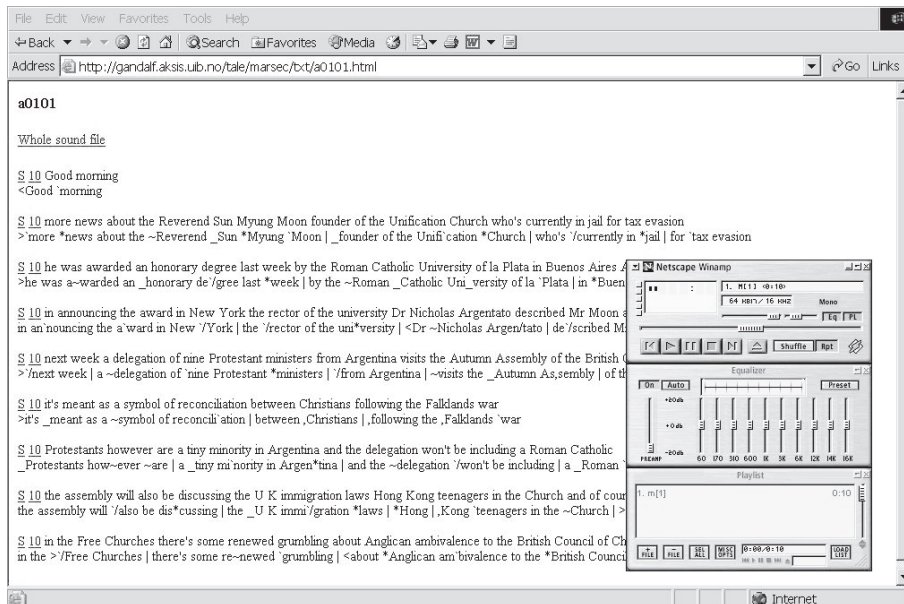 File Edit View Favorites Tools Help
Back Search Favorites Media
Address http://gandalf.aksis.uib.no/tale/marsec/txt/a0101.html Go Links
a0101
Whole sound file
S 10 Good morning
<Good `morning
S 10 more news about the Reverend Sun Myung Moon founder of the Unification Church who's currently in jail for tax evasion
>`more *news about the ~Reverend _Sun *Myung `Moon | _founder of the Unifi`cation *Church | who's `/currently in *jail | for `tax evasion
S 10 he was awarded an honorary degree last week by the Roman Catholic University of la Plata in Buenos Aires
>he was a~warded an _honorary de`/gree last *week | by the ~Roman _Catholic Uni_versity of la `Plata | in *Buen
S 10 in announcing the award in New York the rector of the university Dr Nicholas Argentato described Mr Moon a
in an`nouncing the a`ward in New `/York | the `/rector of the uni*versity | <Dr ~Nicholas Argen/tato | de`/scribed M
S 10 next week a delegation of nine Protestant ministers from Argentina visits the Autumn Assembly of the British
>`/next week | a ~delegation of `nine Protestant *ministers | `/from Argentina | ~visits the _Autumn As,sembly | of
S 10 it's meant as a symbol of reconciliation between Christians following the Falklands war
>it's _meant as a ~symbol of reconcili`ation | between ,Christians | ,following the ,Falklands `war
S 10 Protestants however are a tiny minority in Argentina and the delegation won't be including a Roman Catholic
_Protestants how~ever ~are | a _tiny mi`nority in Argen*tina | and the ~delegation `/won't be including | a _Roman
S 10 the assembly will also be discussing the U K immigration laws Hong Kong teenagers in the Church and of cour
the assembly will `/also be dis*cussing | the _U K immi`/gration *laws | *Hong | ,Kong `teenagers in the ~Church | >
S 10 in the Free Churches there's some renewed grumbling about Anglican ambivalence to the British Council of Ch
in the >`/Free Churches | there's some re~newed `grumbling | <about *Anglican am`bivalence to the *British Counci
Netscape Winamp
1. M[1] <0:10>
64 KBIT/ 16 KHZ Mono
Eq PL
Shuffle Rpt
Equalizer
On Auto Preset
+20db
+0db
-20db
PREAMP 60 170 310 600 1K 3K 6K 12K 14K 16K
Playlist
1. m[1] 0:10
+ FILE - FILE SEL ALL MISC OPTS 0:00/0:10 LOAD LIST
Internet